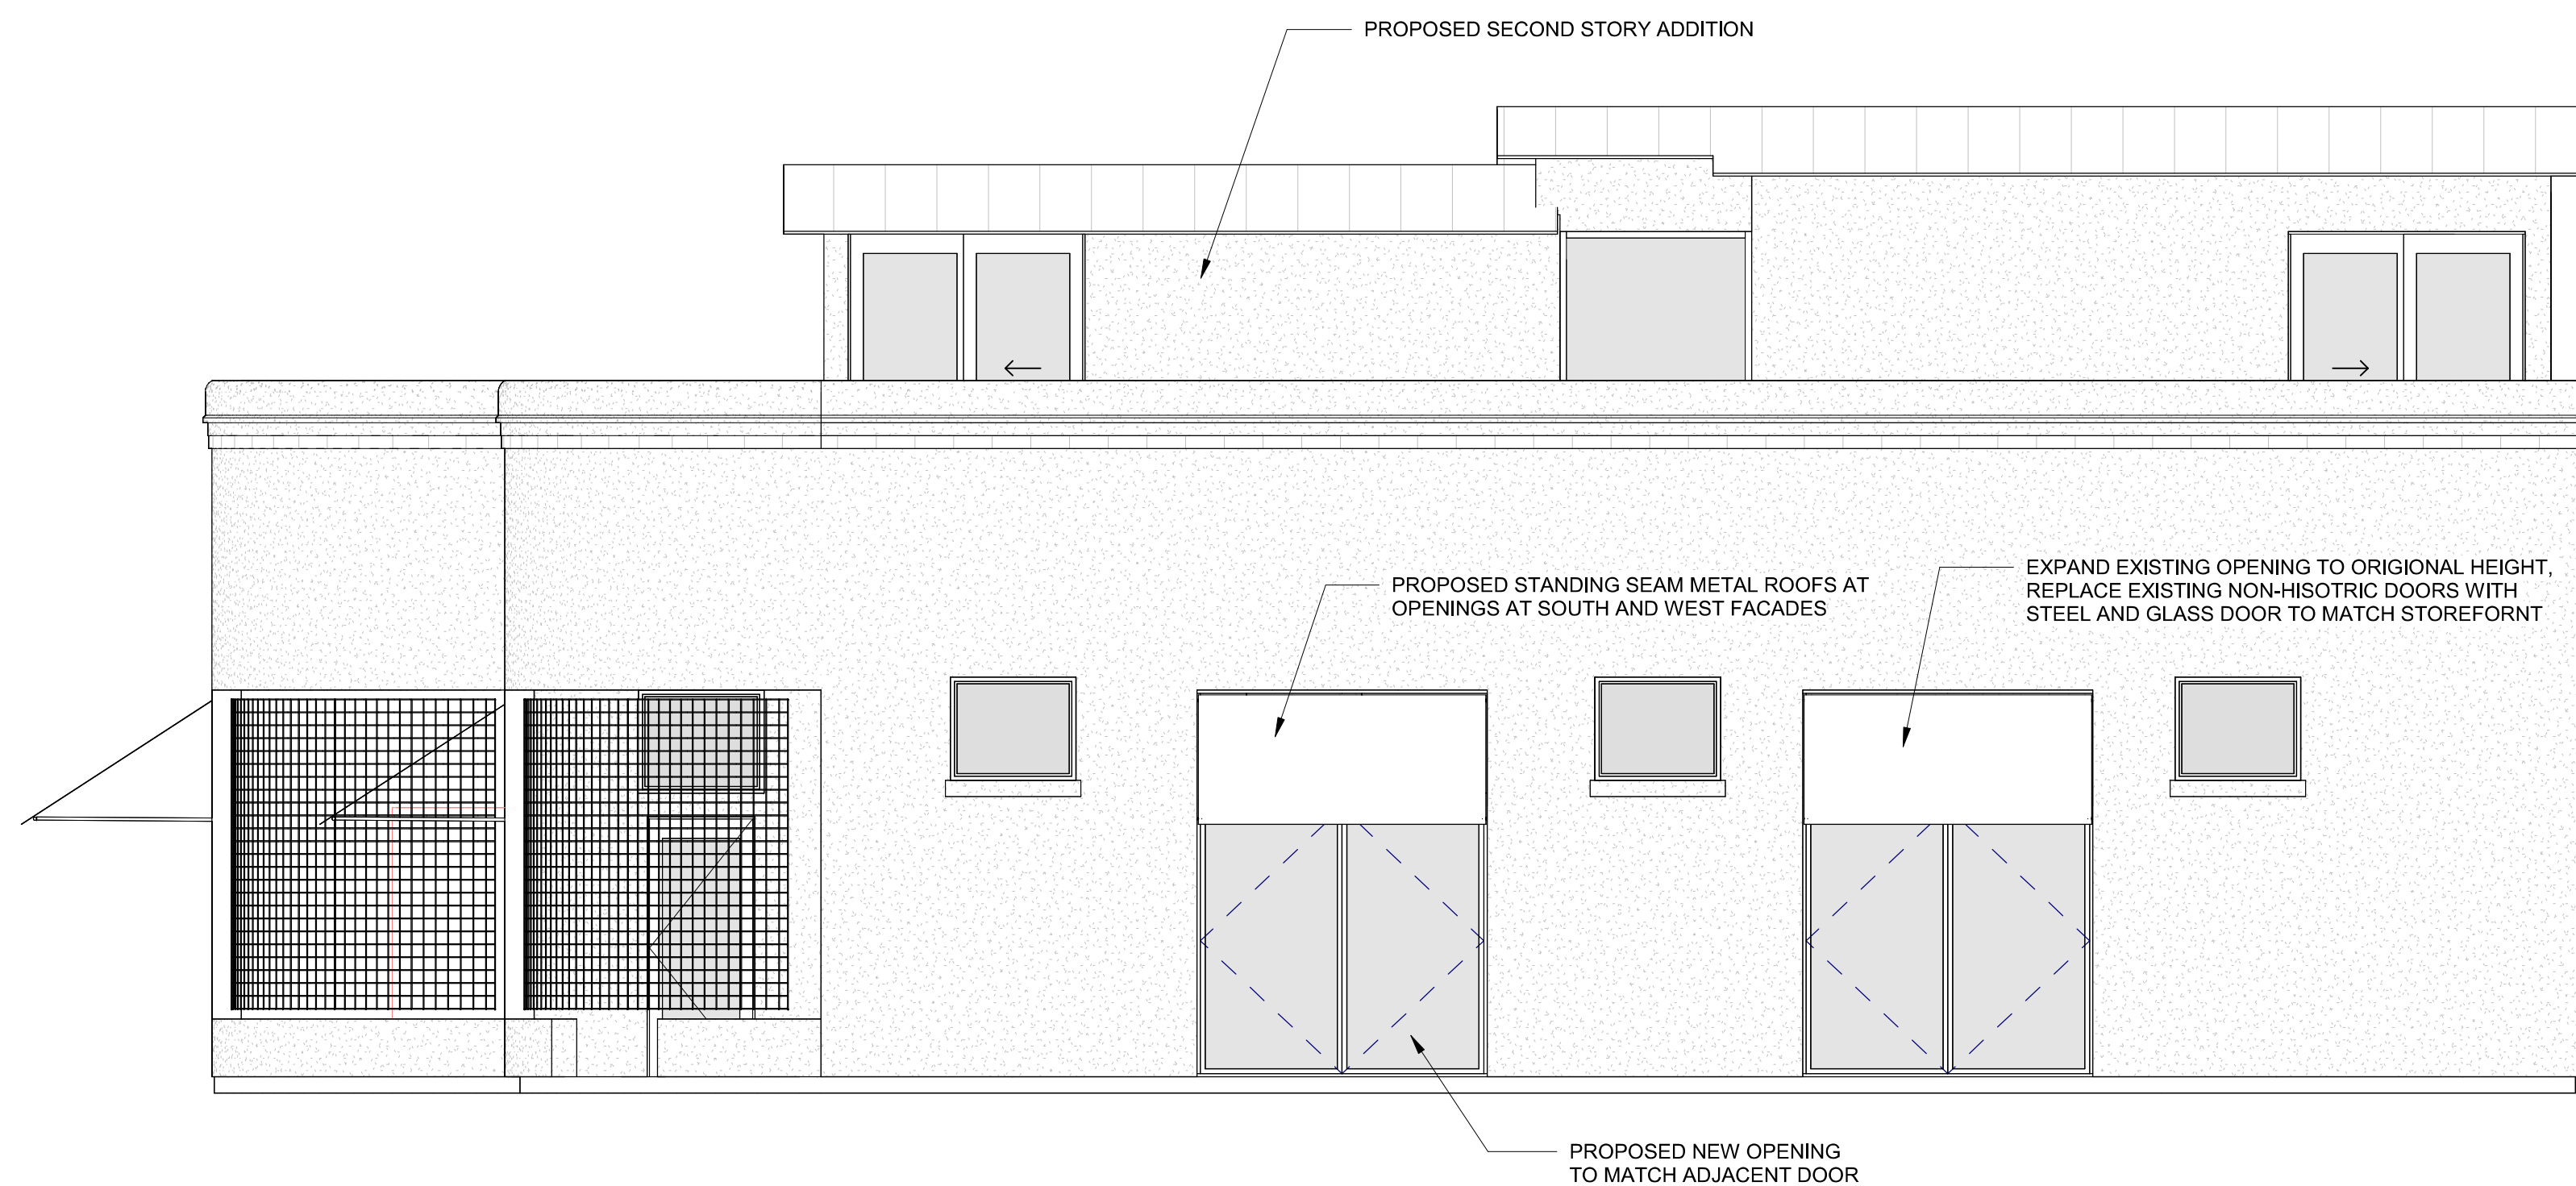 PROPOSED SECOND STORY ADDITION
PROPOSED STANDING SEAM METAL ROOFS AT
OPENINGS AT SOUTH AND WEST FACADES
EXPAND EXISTING OPENING TO ORIGIONAL HEIGHT,
REPLACE EXISTING NON-HISOTRIC DOORS WITH
STEEL AND GLASS DOOR TO MATCH STOREFORNT
PROPOSED NEW OPENING
TO MATCH ADJACENT DOOR